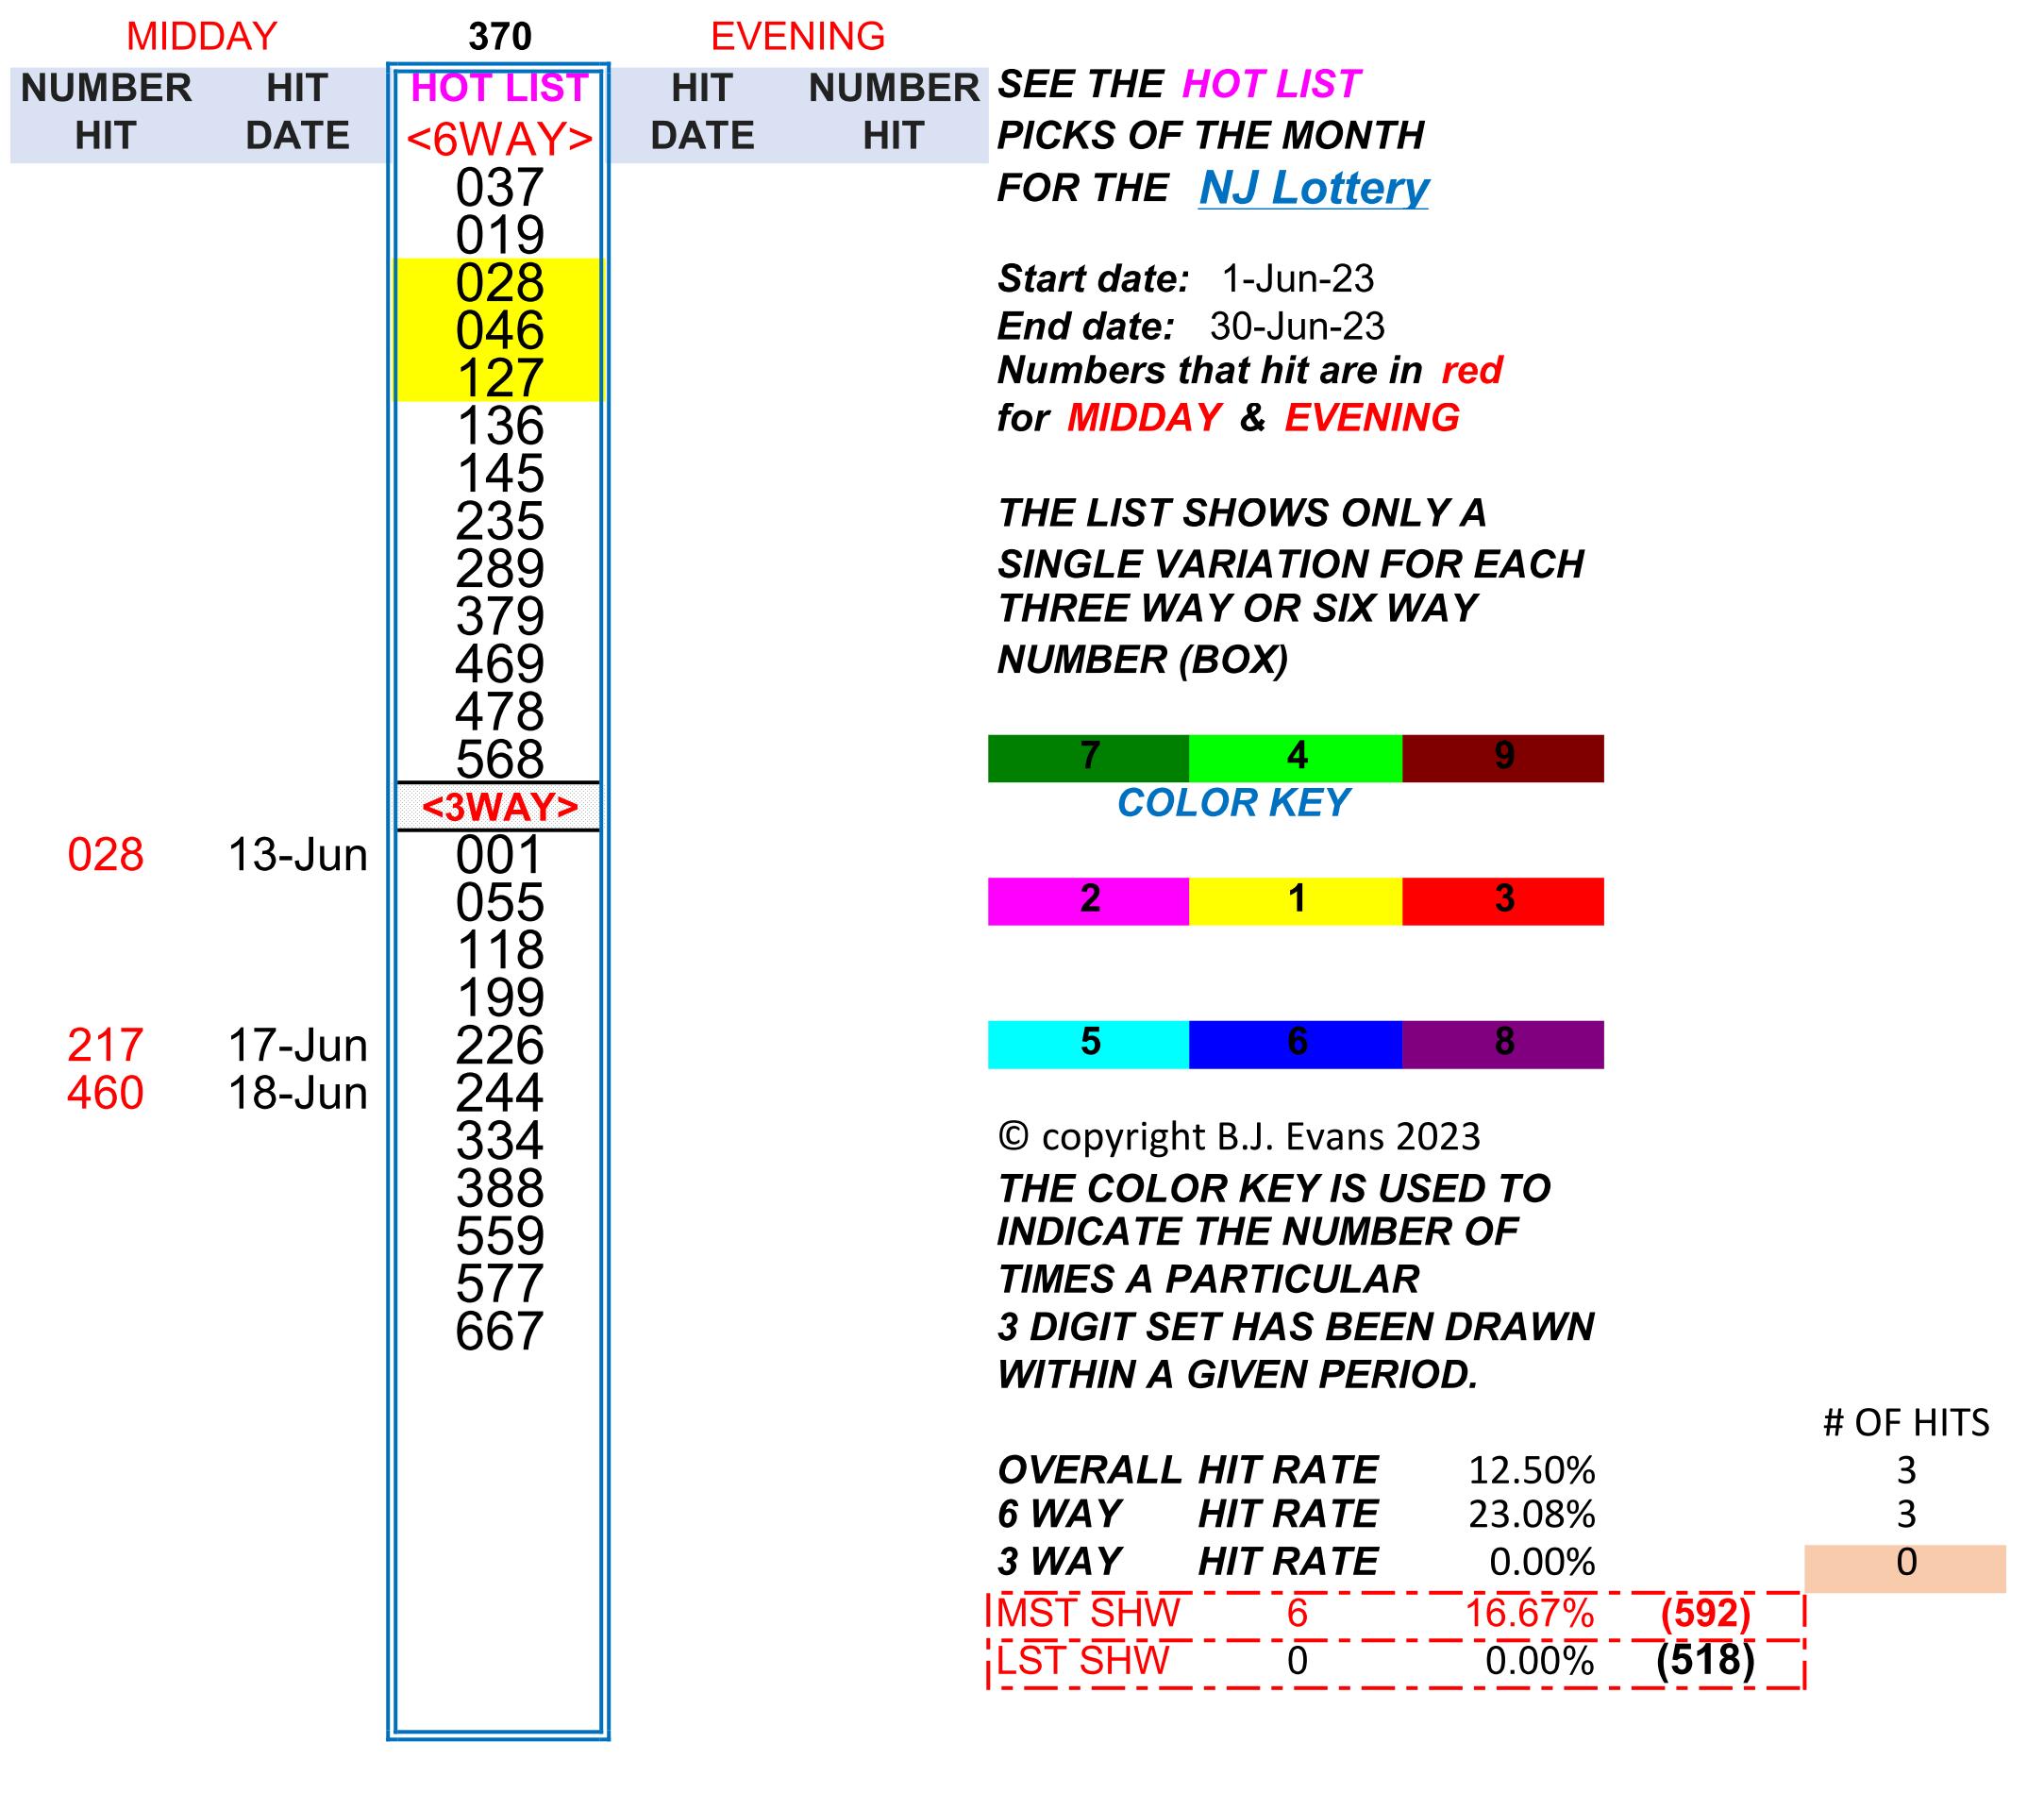 MIDDAY 370 EVENING
NUMBER HIT HOT LIST HIT NUMBER
HIT DATE <6WAY> DATE HIT
037
019
028
046
127
136
145
235
289
379
469
478
568
<3WAY>
028 13-Jun 001
055
118
199
217 17-Jun 226
460 18-Jun 244
334
388
559
577
667
SEE THE HOT LIST
PICKS OF THE MONTH
FOR THE NJ Lottery
Start date: 1-Jun-23
End date: 30-Jun-23
Numbers that hit are in red
for MIDDAY & EVENING
THE LIST SHOWS ONLY A
SINGLE VARIATION FOR EACH
THREE WAY OR SIX WAY
NUMBER (BOX)
7 4 9
COLOR KEY
2 1 3
5 6 8
© copyright B.J. Evans 2023
THE COLOR KEY IS USED TO
INDICATE THE NUMBER OF
TIMES A PARTICULAR
3 DIGIT SET HAS BEEN DRAWN
WITHIN A GIVEN PERIOD.
# OF HITS
OVERALL HIT RATE 12.50% 3
6 WAY HIT RATE 23.08% 3
3 WAY HIT RATE 0.00% 0
MST SHW 6 16.67% (592)
LST SHW 0 0.00% (518)